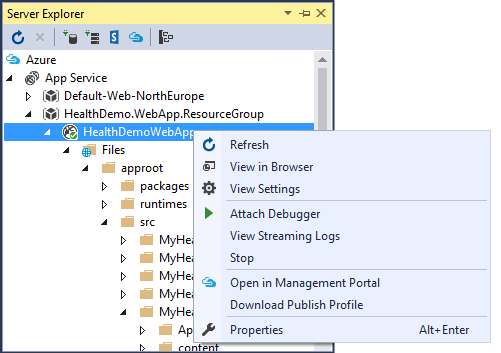 Server Explorer
Azure
App Service
Default-Web-NorthEurope
HealthDemo.WebApp.ResourceGroup
HealthDemoWebApp
Files
approot
packages
runtimes
src
MyHea
MyHea
MyHea
MyHea
Ap
content
Refresh
View in Browser
View Settings
Attach Debugger
View Streaming Logs
Stop
Open in Management Portal
Download Publish Profile
Properties Alt+Enter